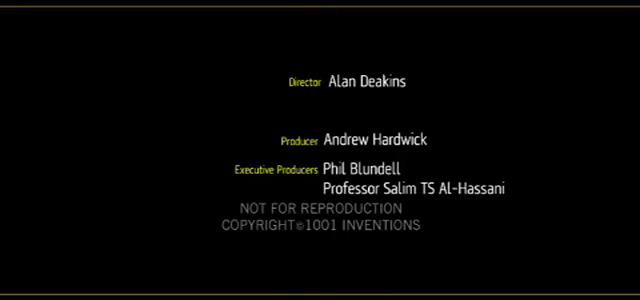 Director Alan Deakins
Producer Andrew Hardwick
Executive Producers Phil Blundell
Professor Salim TS Al-Hassani
NOT FOR REPRODUCTION
COPYRIGHT©1001 INVENTIONS